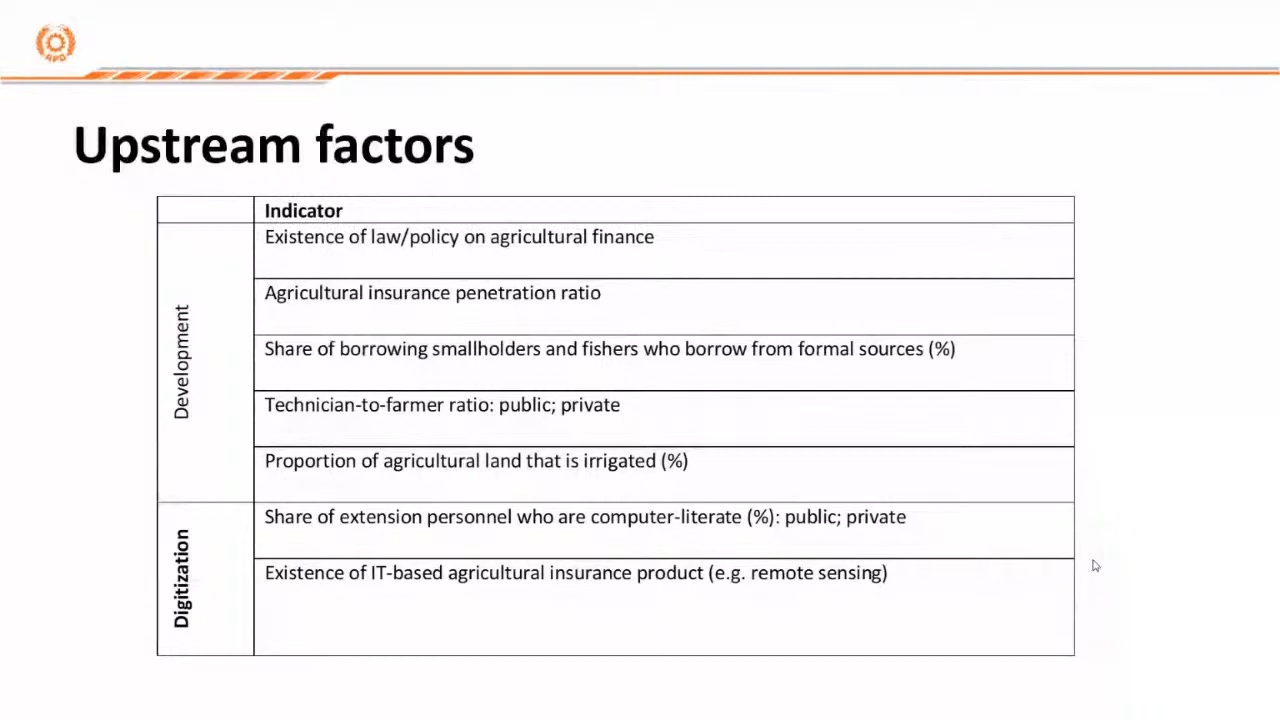 APO
Upstream factors
Indicator
Development
Existence of law/policy on agricultural finance
Agricultural insurance penetration ratio
Share of borrowing smallholders and fishers who borrow from formal sources (%)
Technician-to-farmer ratio: public; private
Proportion of agricultural land that is irrigated (%)
Digitization
Share of extension personnel who are computer-literate (%): public; private
Existence of IT-based agricultural insurance product (e.g. remote sensing)